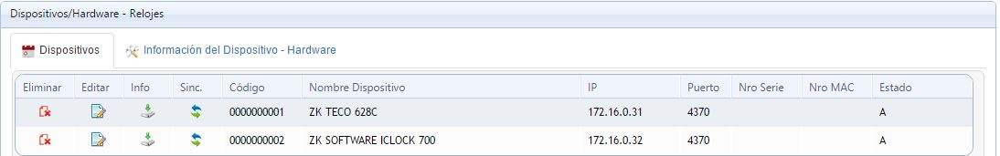 Dispositivos/Hardware - Relojes
Dispositivos Información del Dispositivo - Hardware
Eliminar Editar Info Sinc. Código Nombre Dispositivo IP Puerto Nro Serie Nro MAC Estado
0000000001 ZK TECO 628C 172.16.0.31 4370 A
0000000002 ZK SOFTWARE ICLOCK 700 172.16.0.32 4370 A